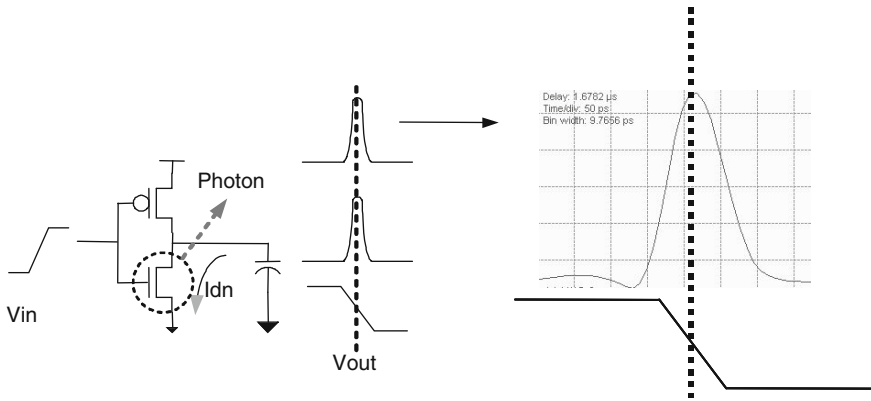 Delay: 1.6782 µs
Time/div: 50 ps
Bin width: 9.7656 ps
Photon
Idn
Vin
Vout